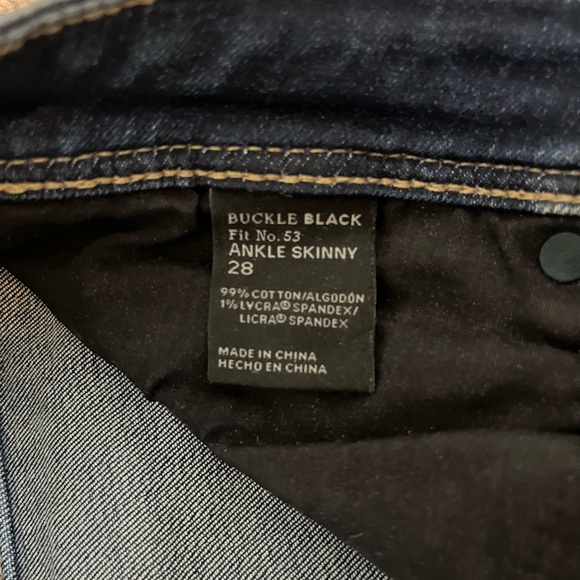 BUCKLE BLACK
Fit No. 53
ANKLE SKINNY
28
99% COTTON/ALGODÓN
1% LYCRA® SPANDEX/
LICRA® SPANDEX
MADE IN CHINA
HECHO EN CHINA